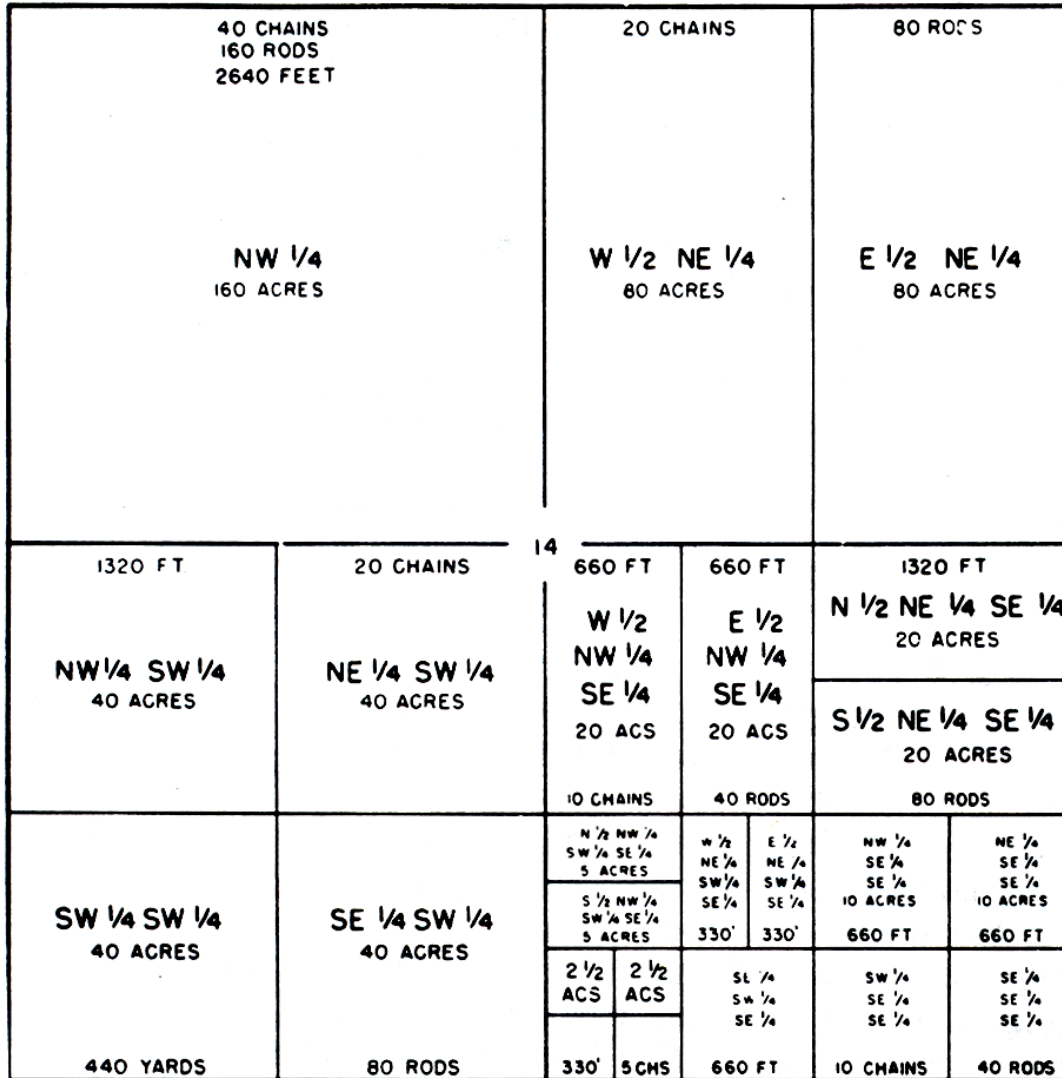 40 CHAINS
160 RODS
2640 FEET
NW 1/4
160 ACRES
20 CHAINS
W 1/2 NE 1/4
80 ACRES
80 RODS
E 1/2 NE 1/4
80 ACRES
14
1320 FT
NW 1/4 SW 1/4
40 ACRES
20 CHAINS
NE 1/4 SW 1/4
40 ACRES
660 FT
W 1/2
NW 1/4
SE 1/4
20 ACS
10 CHAINS
660 FT
E 1/2
NW 1/4
SE 1/4
20 ACS
40 RODS
1320 FT
N 1/2 NE 1/4 SE 1/4
20 ACRES
S 1/2 NE 1/4 SE 1/4
20 ACRES
80 RODS
SW 1/4 SW 1/4
40 ACRES
440 YARDS
SE 1/4 SW 1/4
40 ACRES
80 RODS
N 1/2 NW 1/4
SW 1/4 SE 1/4
5 ACRES
S 1/2 NW 1/4
SW 1/4 SE 1/4
5 ACRES
W 1/2
NE 1/4
SW 1/4
SE 1/4
330'
E 1/2
NE 1/4
SW 1/4
SE 1/4
330'
NW 1/4
SE 1/4
SE 1/4
10 ACRES
660 FT
NE 1/4
SE 1/4
SE 1/4
10 ACRES
660 FT
2 1/2
ACS
2 1/2
ACS
330'
5 CHS
SE 1/4
SW 1/4
SE 1/4
660 FT
SW 1/4
SE 1/4
SE 1/4
10 CHAINS
SE 1/4
SE 1/4
SE 1/4
40 RODS